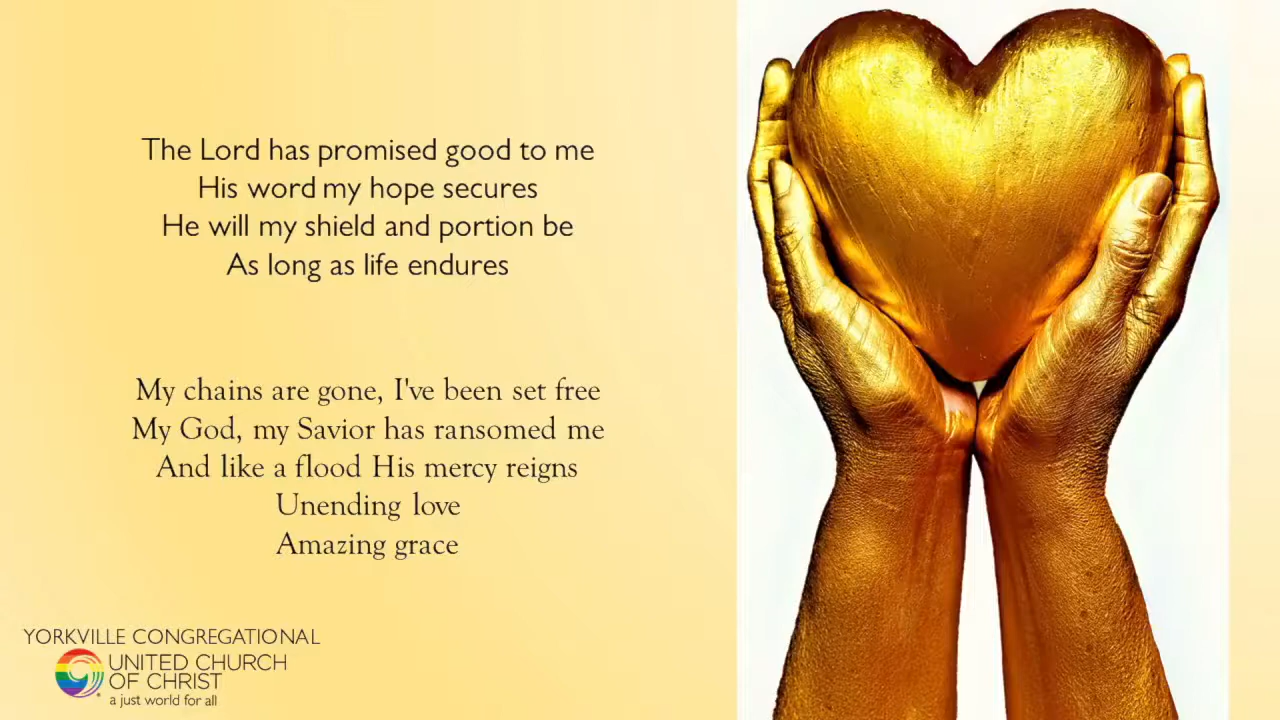 The Lord has promised good to me
His word my hope secures
He will my shield and portion be
As long as life endures
My chains are gone, I've been set free
My God, my Savior has ransomed me
And like a flood His mercy reigns
Unending love
Amazing grace
YORKVILLE CONGREGATIONAL
UNITED CHURCH
OF CHRIST
a just world for all